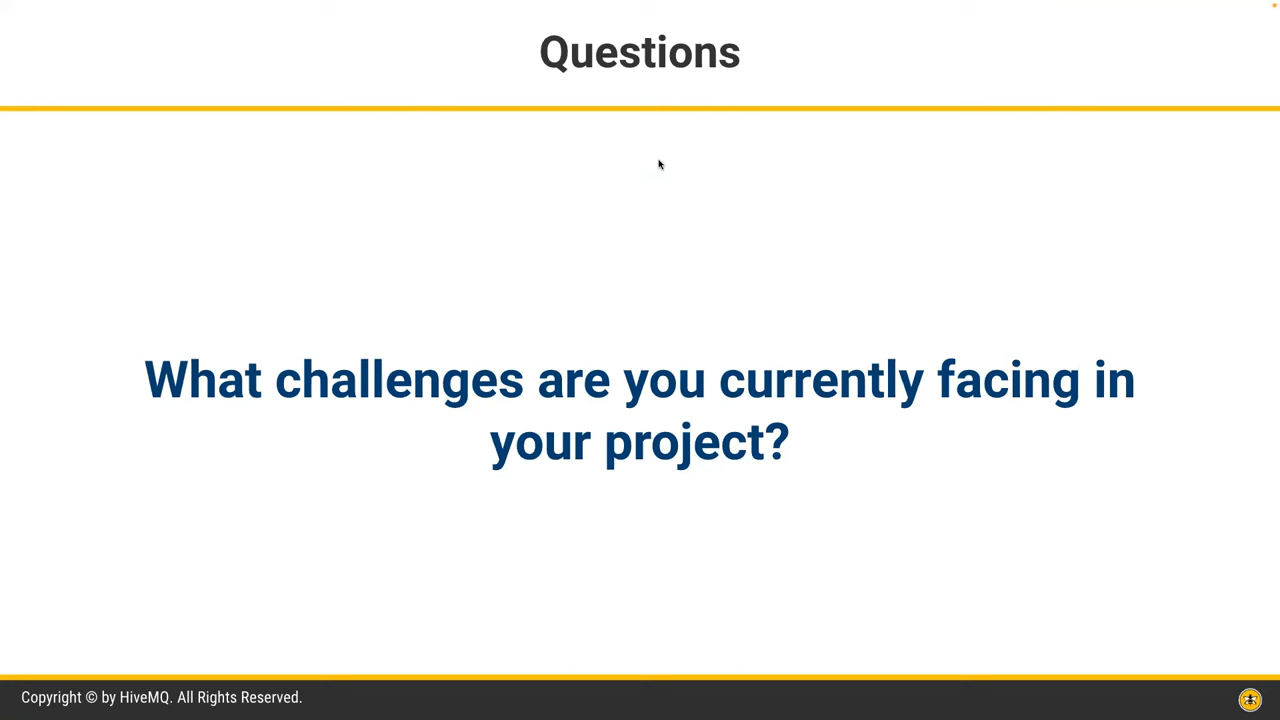 Questions
What challenges are you currently facing in
your project?
Copyright © by HiveMQ. All Rights Reserved.